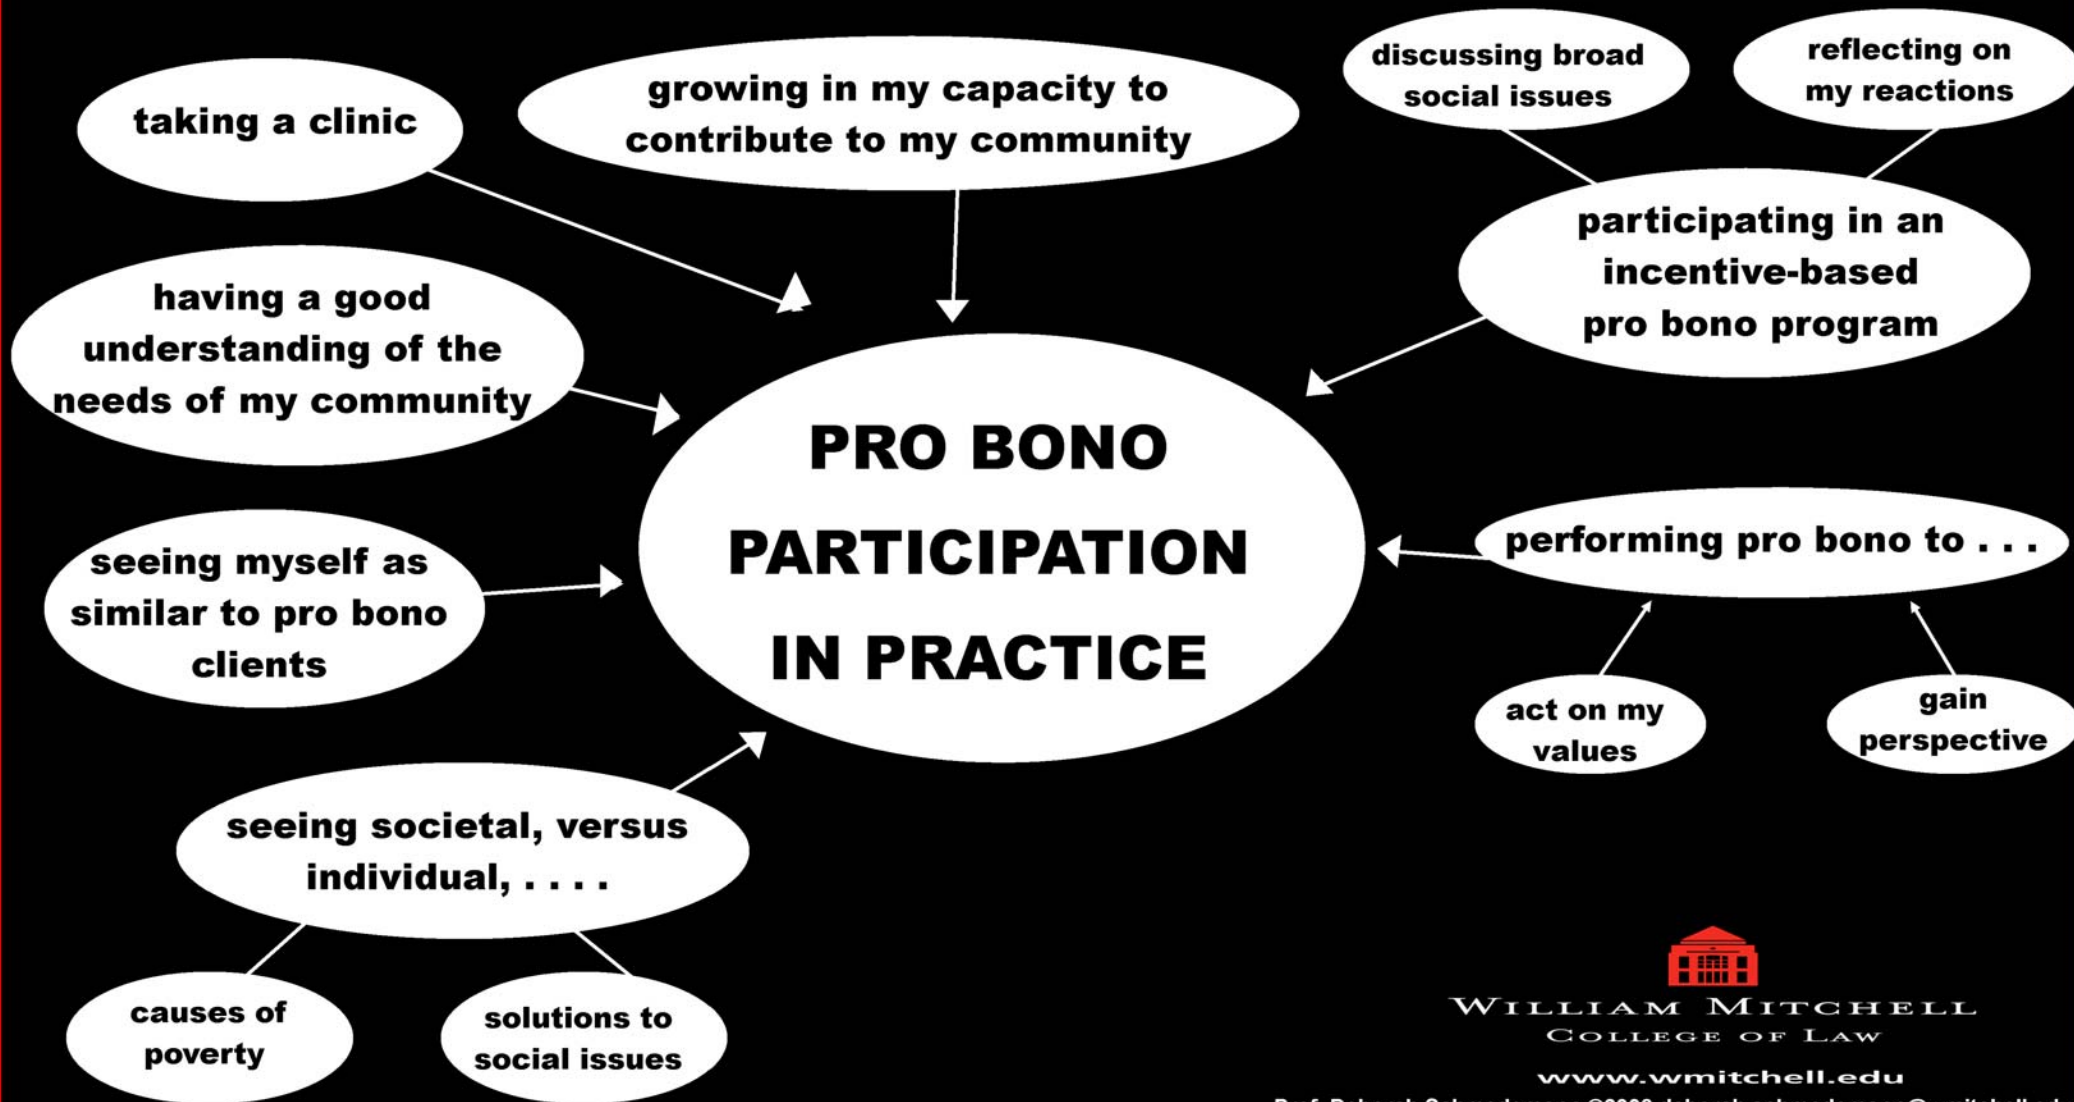 taking a clinic
growing in my capacity to
contribute to my community
discussing broad
social issues
reflecting on
my reactions
participating in an
incentive-based
pro bono program
having a good
understanding of the
needs of my community
PRO BONO
PARTICIPATION
IN PRACTICE
performing pro bono to . . .
act on my
values
gain
perspective
seeing myself as
similar to pro bono
clients
seeing societal, versus
individual, . . . .
causes of
poverty
solutions to
social issues
WILLIAM MITCHELL
COLLEGE OF LAW
www.wmitchell.edu